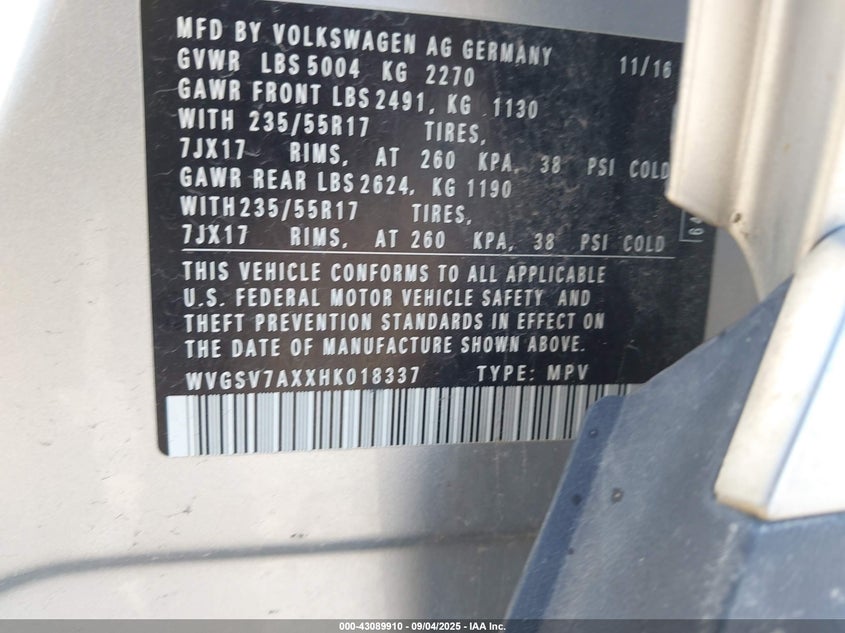 MFD BY VOLKSWAGEN AG GERMANY 11/16
GVWR LBS 5004 KG 2270
GAWR FRONT LBS 2491, KG 1130
WITH 235/55R17 TIRES,
7JX17 RIMS, AT 260 KPA, 38 PSI COLD
GAWR REAR LBS 2624, KG 1190
WITH 235/55R17 TIRES,
7JX17 RIMS, AT 260 KPA, 38 PSI COLD
THIS VEHICLE CONFORMS TO ALL APPLICABLE
U.S. FEDERAL MOTOR VEHICLE SAFETY AND
THEFT PREVENTION STANDARDS IN EFFECT ON
THE DATE OF MANUFACTURE SHOWN ABOVE.
WVGSV7AXXHK018337 TYPE: MPV
000-43089910 - 09/04/2025 - IAA Inc.